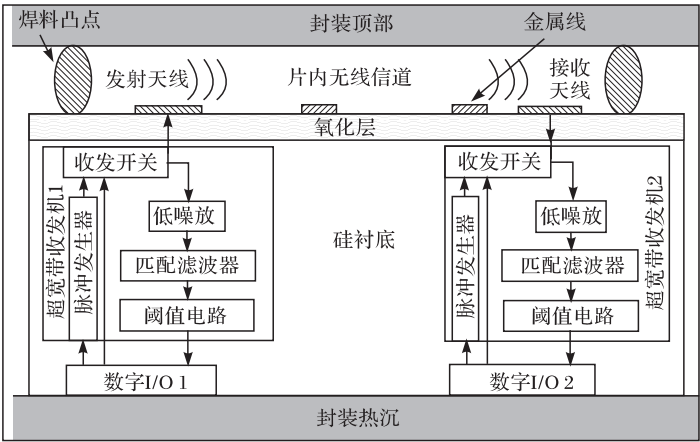 焊料凸点
封装顶部
金属线
发射天线
片内无线信道
接收
天线
氧化层
收发开关
超宽带收发机1
脉冲发生器
低噪放
匹配滤波器
阈值电路
数字I/O 1
硅衬底
收发开关
脉冲发生器
低噪放
匹配滤波器
阈值电路
超宽带收发机2
数字I/O 2
封装热沉